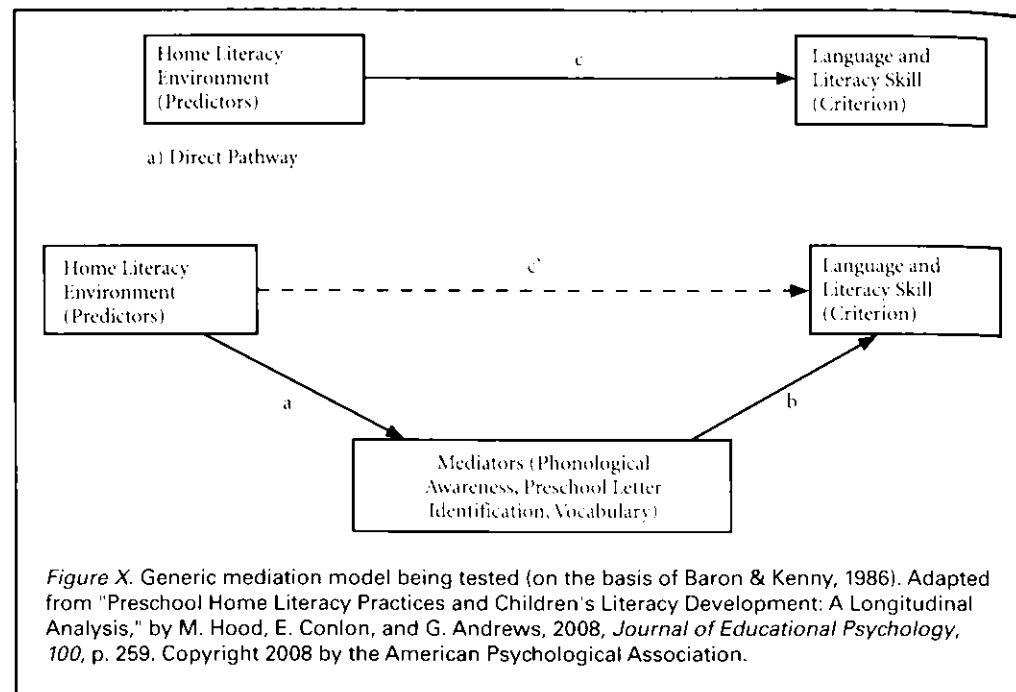 Home Literacy
Environment
(Predictors)
c
Language and
Literacy Skill
(Criterion)
a) Direct Pathway
Home Literacy
Environment
(Predictors)
c'
Language and
Literacy Skill
(Criterion)
a
b
Mediators (Phonological
Awareness, Preschool Letter
Identification, Vocabulary)
Figure X. Generic mediation model being tested (on the basis of Baron & Kenny, 1986). Adapted
from "Preschool Home Literacy Practices and Children's Literacy Development: A Longitudinal
Analysis," by M. Hood, E. Conlon, and G. Andrews, 2008, Journal of Educational Psychology,
100, p. 259. Copyright 2008 by the American Psychological Association.